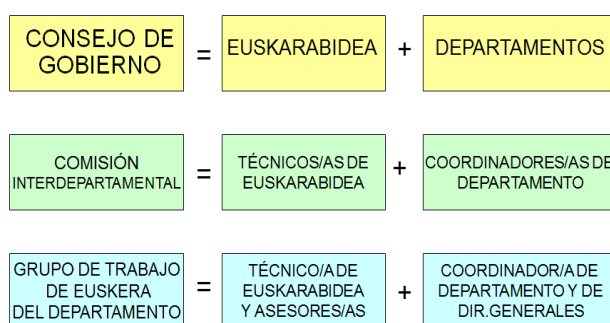 CONSEJO DE
GOBIERNO
=
EUSKARABIDEA
+
DEPARTAMENTOS
COMISIÓN
INTERDEPARTAMENTAL
=
TÉCNICOS/AS DE
EUSKARABIDEA
+
COORDINADORES/AS DE
DEPARTAMENTO
GRUPO DE TRABAJO
DE EUSKERA
DEL DEPARTAMENTO
=
TÉCNICO/A DE
EUSKARABIDEA
Y ASESORES/AS
+
COORDINADOR/A DE
DEPARTAMENTO Y DE
DIR.GENERALES